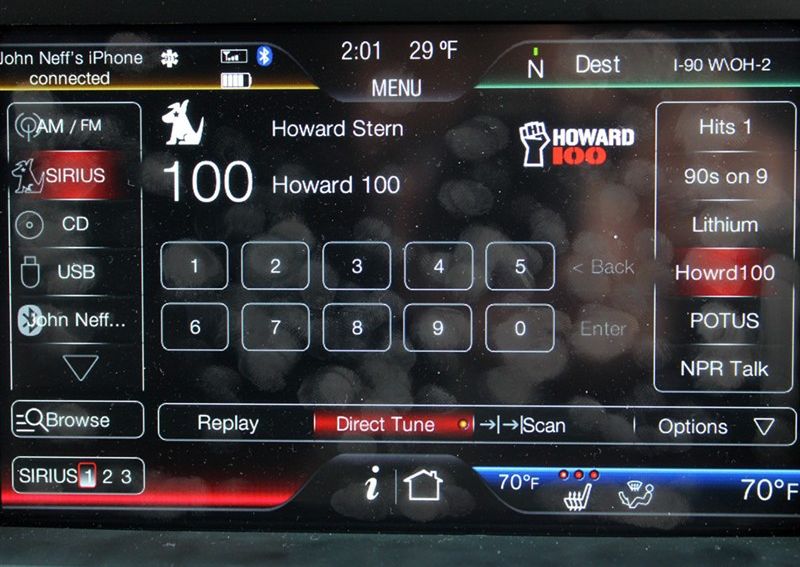 John Neff's iPhone
connected
2:01 29 ºF
MENU
N Dest I-90 W\OH-2
AM / FM
SIRIUS
CD
USB
John Neff...
Browse
SIRIUS 1 2 3
Howard Stern
100 Howard 100
HOWARD
100
1 2 3 4 5 < Back
6 7 8 9 0 Enter
Hits 1
90s on 9
Lithium
Howrd100
POTUS
NPR Talk
Replay Direct Tune →|→|Scan Options
i
70°F 70°F